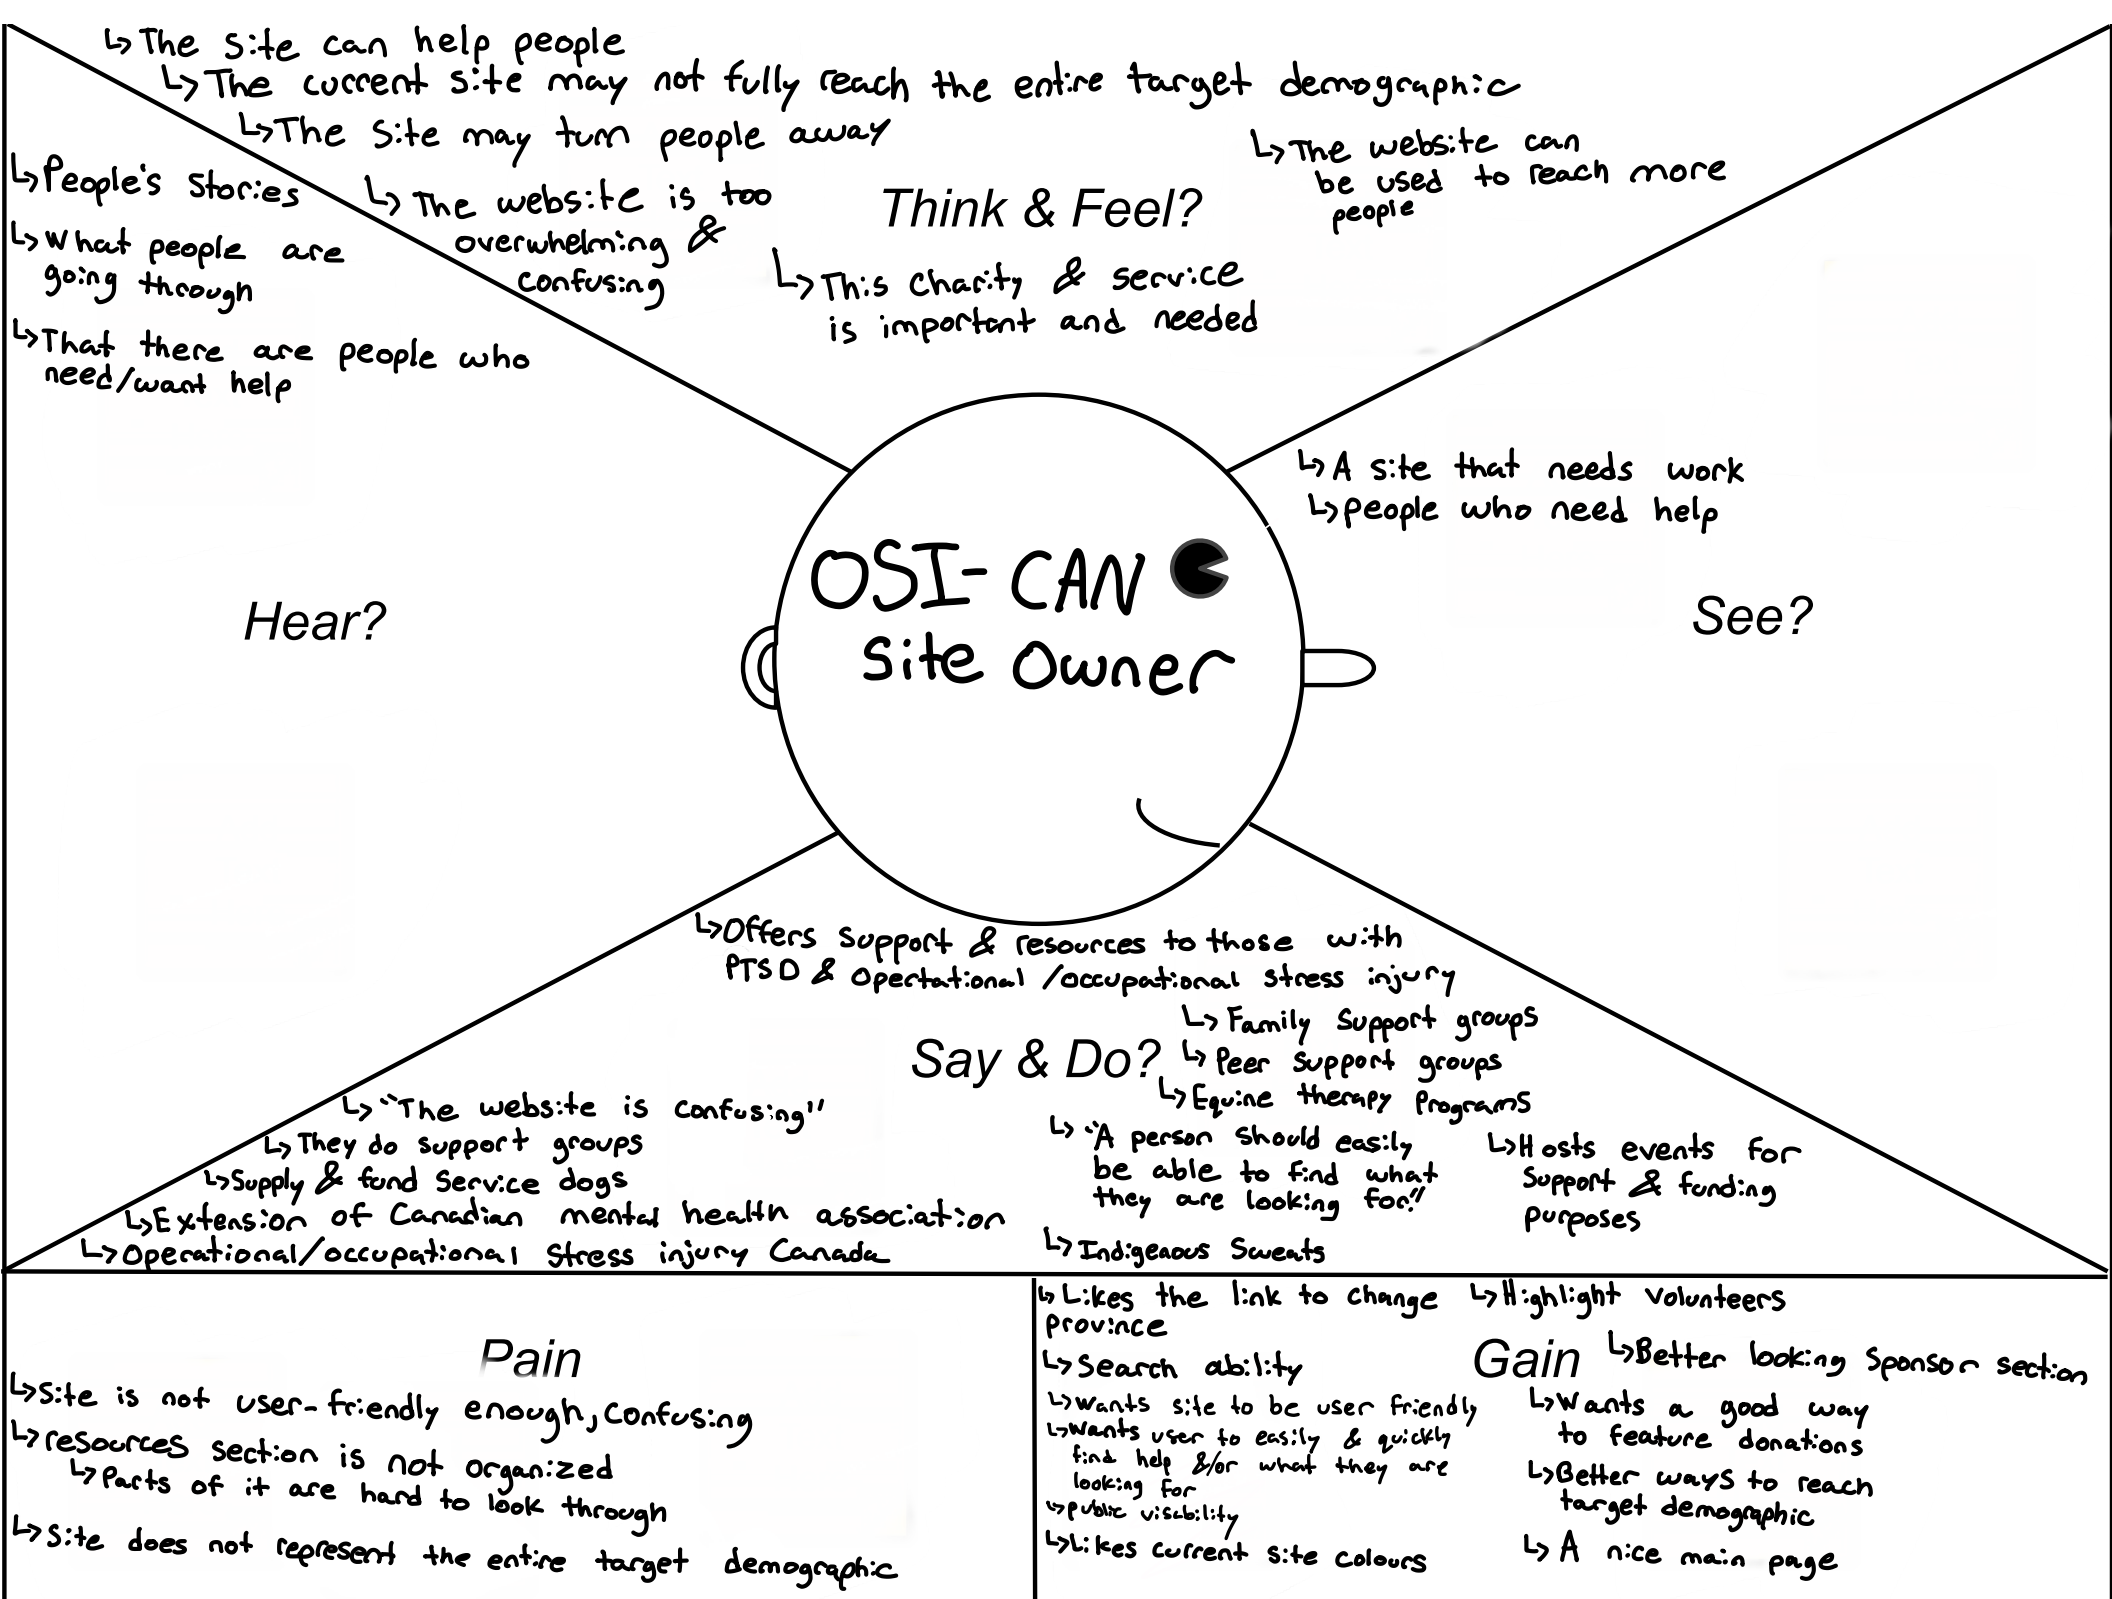 ↳ The site can help people
↳ The current site may not fully reach the entire target demographic
↳ The site may turn people away
↳ The website is too
overwhelming &
confusing
Think & Feel?
↳ This charity & service
is important and needed
↳ The website can
be used to reach more
people
↳ People's stories
↳ What people are
going through
↳ That there are people who
need/want help
Hear?
OSI-CAN
Site Owner
↳ A site that needs work
↳ people who need help
See?
↳ Offers support & resources to those with
PTSD & Opertational/occupational stress injury
↳ Family support groups
Say & Do?
↳ Peer support groups
↳ Equine therapy programs
↳ "The website is confusing"
↳ They do support groups
↳ Supply & fund service dogs
↳ Extension of Canadian mental health association
↳ Operational/occupational stress injury Canada
↳ "A person should easily
be able to find what
they are looking for."
↳ Indigenous Sweats
↳ Hosts events for
support & funding
purposes
Pain
↳ Site is not user-friendly enough, confusing
↳ resources section is not organized
↳ parts of it are hard to look through
↳ Site does not represent the entire target demographic
↳ Likes the link to change
province
↳ Search ability
↳ wants site to be user friendly
↳ wants user to easily & quickly
find help &/or what they are
looking for
↳ public visability
↳ Likes current site colours
↳ Highlight volunteers
Gain
↳ Better looking sponsor section
↳ Wants a good way
to feature donations
↳ Better ways to reach
target demographic
↳ A nice main page